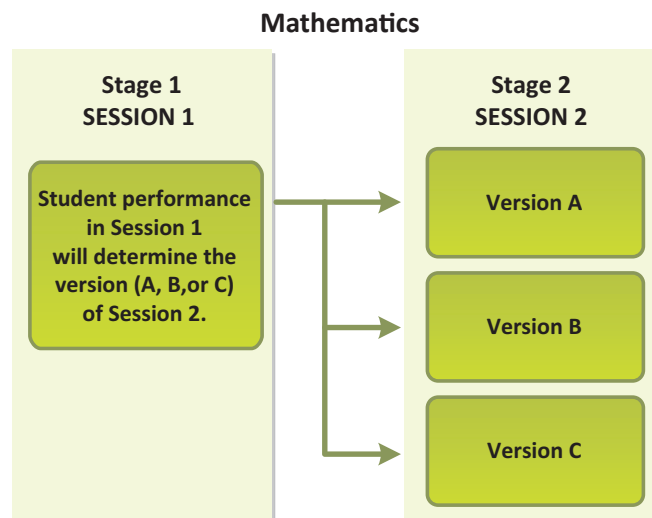 Mathematics
Stage 1
SESSION 1
Student performance
in Session 1
will determine the
version (A, B,or C)
of Session 2.
Stage 2
SESSION 2
Version A
Version B
Version C